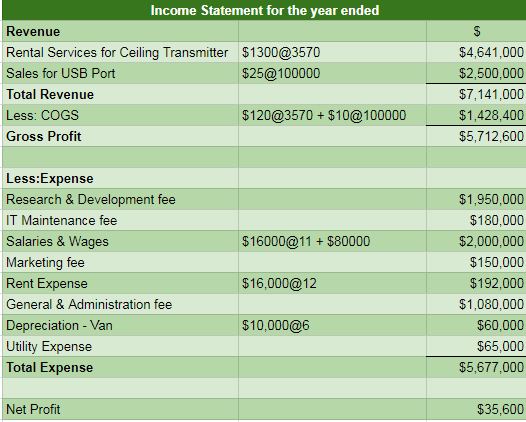 Income Statement for the year ended
Revenue $
Rental Services for Ceiling Transmitter $1300@3570 $4,641,000
Sales for USB Port $25@100000 $2,500,000
Total Revenue $7,141,000
Less: COGS $120@3570 + $10@100000 $1,428,400
Gross Profit $5,712,600
Less:Expense
Research & Development fee $1,950,000
IT Maintenance fee $180,000
Salaries & Wages $16000@11 + $80000 $2,000,000
Marketing fee $150,000
Rent Expense $16,000@12 $192,000
General & Administration fee $1,080,000
Depreciation - Van $10,000@6 $60,000
Utility Expense $65,000
Total Expense $5,677,000
Net Profit $35,600